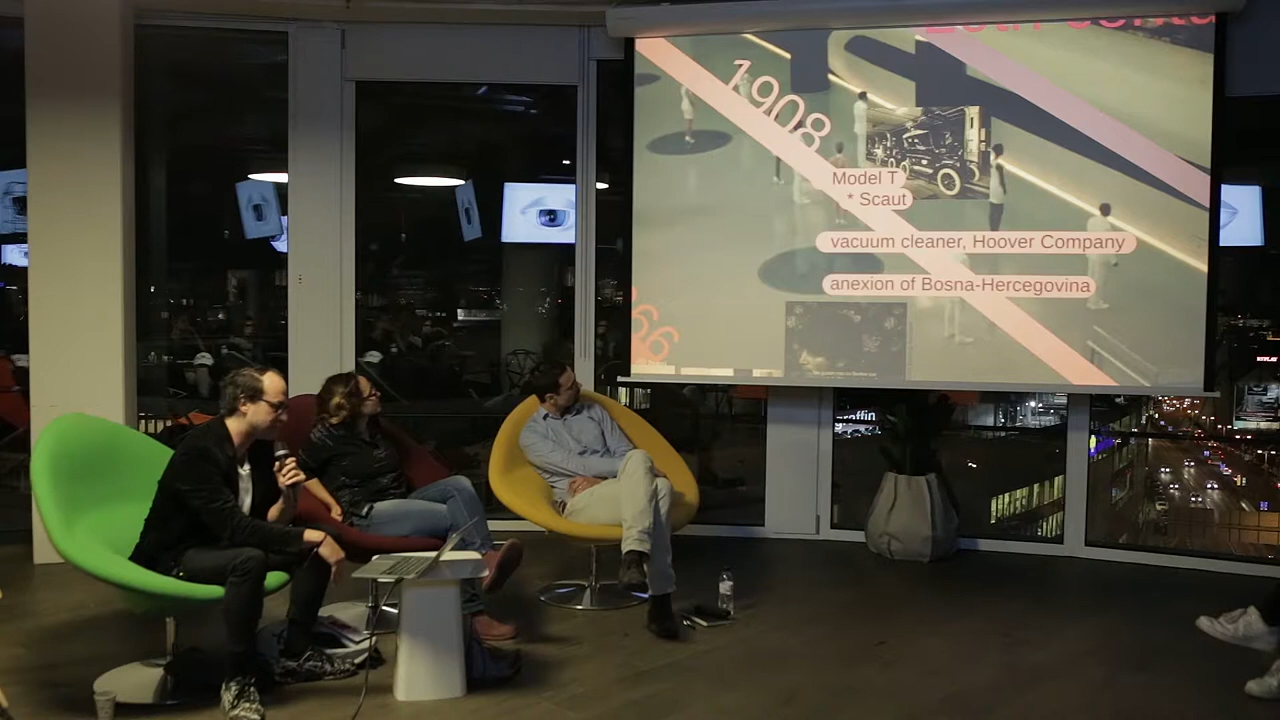 1908
Model T
* Scaut
vacuum cleaner, Hoover Company
anexion of Bosna-Hercegovina